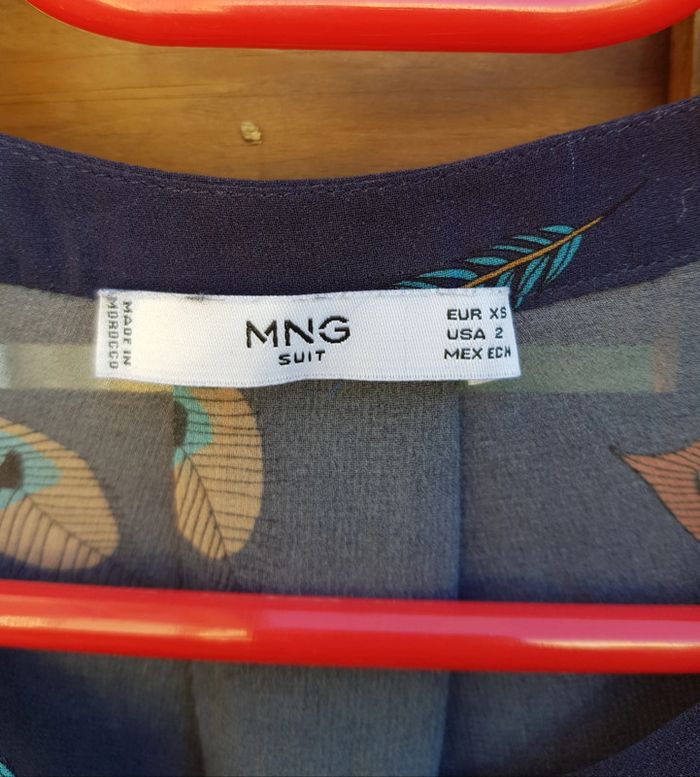 MADE IN
MOROCCO
MNG
SUIT
EUR XS
USA 2
MEX ECH